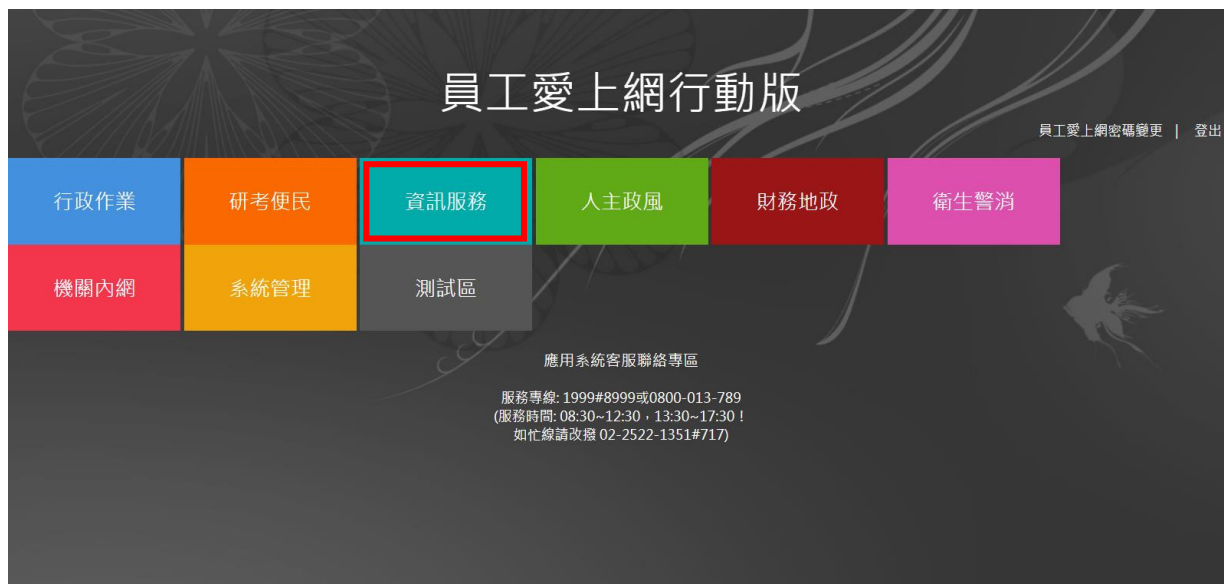 員工愛上網行動版
員工愛上網密碼變更 | 登出
行政作業 研考便民 資訊服務 人主政風 財務地政 衛生警消
機關內網 系統管理 測試區
應用系統客服聯絡專區
服務專線: 1999#8999或0800-013-789
(服務時間: 08:30~12:30，13:30~17:30！
如忙線請改撥 02-2522-1351#717)